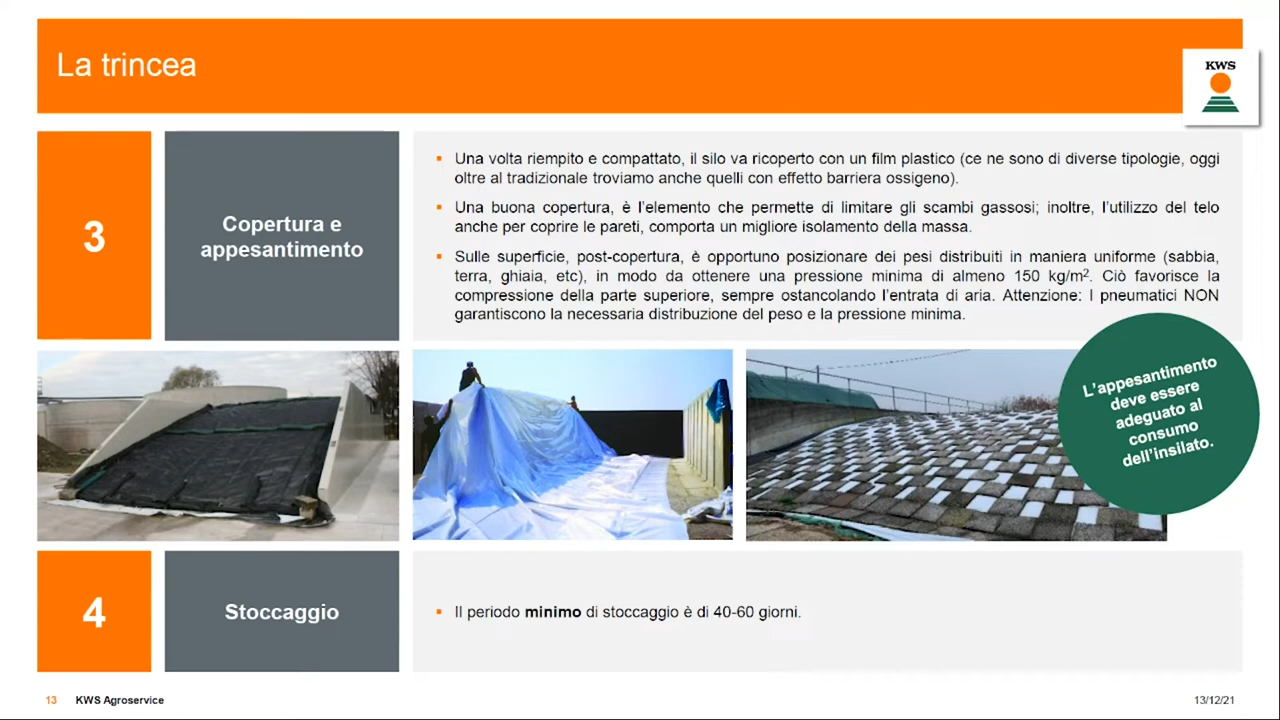 La trincea
KWS
3
Copertura e
appesantimento
▪ Una volta riempito e compattato, il silo va ricoperto con un film plastico (ce ne sono di diverse tipologie, oggi
oltre al tradizionale troviamo anche quelli con effetto barriera ossigeno).
▪ Una buona copertura, è l'elemento che permette di limitare gli scambi gassosi; inoltre, l'utilizzo del telo
anche per coprire le pareti, comporta un migliore isolamento della massa.
▪ Sulle superficie, post-copertura, è opportuno posizionare dei pesi distribuiti in maniera uniforme (sabbia,
terra, ghiaia, etc), in modo da ottenere una pressione minima di almeno 150 kg/m². Ciò favorisce la
compressione della parte superiore, sempre ostancolando l'entrata di aria. Attenzione: I pneumatici NON
garantiscono la necessaria distribuzione del peso e la pressione minima.
L'appesantimento
deve essere
adeguato al
consumo
dell'insilato.
4
Stoccaggio
▪ Il periodo minimo di stoccaggio è di 40-60 giorni.
13 KWS Agroservice
13/12/21